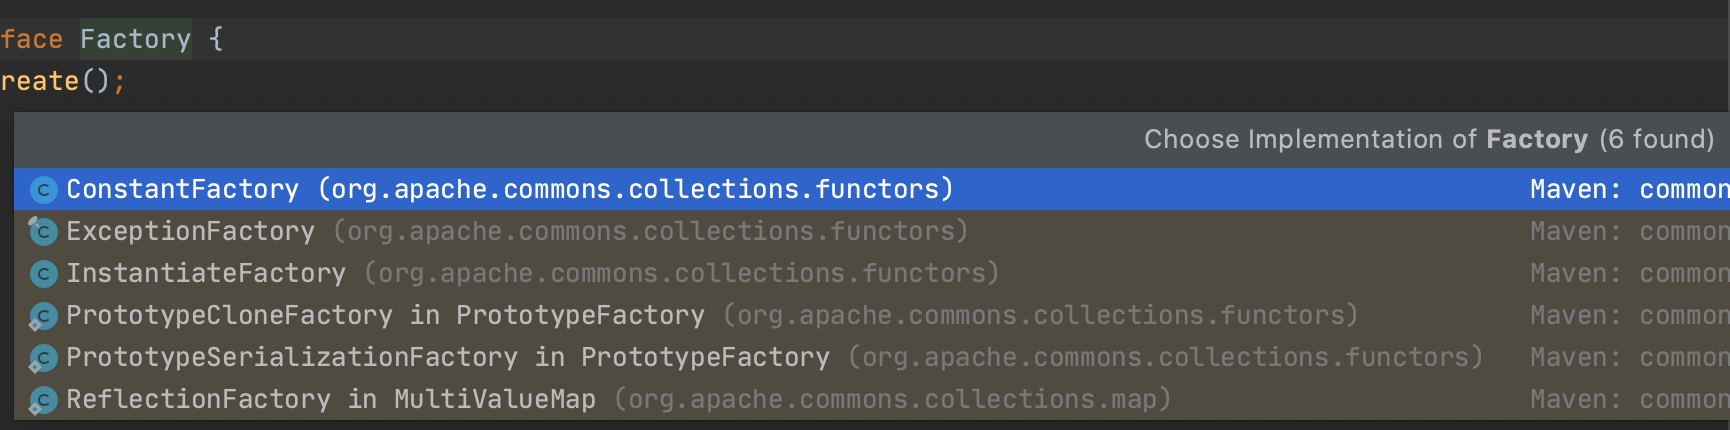 face Factory {
reate();
Choose Implementation of Factory (6 found)
ConstantFactory (org.apache.commons.collections.functors) Maven: common
ExceptionFactory (org.apache.commons.collections.functors) Maven: common
InstantiateFactory (org.apache.commons.collections.functors) Maven: common
PrototypeCloneFactory in PrototypeFactory (org.apache.commons.collections.functors) Maven: common
PrototypeSerializationFactory in PrototypeFactory (org.apache.commons.collections.functors) Maven: common
ReflectionFactory in MultiValueMap (org.apache.commons.collections.map) Maven: common